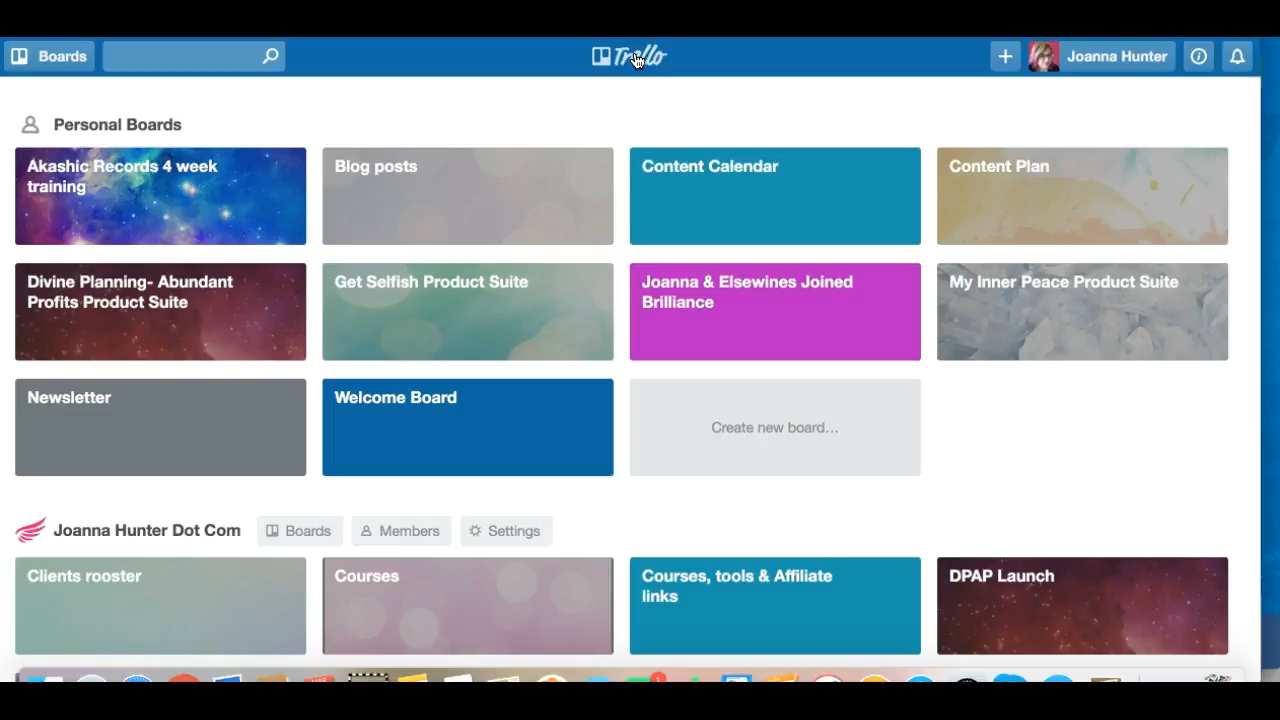 Boards
Trello
Joanna Hunter
Personal Boards
Akashic Records 4 week
training
Blog posts
Content Calendar
Content Plan
Divine Planning- Abundant
Profits Product Suite
Get Selfish Product Suite
Joanna & Elsewines Joined
Brilliance
My Inner Peace Product Suite
Newsletter
Welcome Board
Create new board…
Joanna Hunter Dot Com
Boards
Members
Settings
Clients rooster
Courses
Courses, tools & Affiliate
links
DPAP Launch